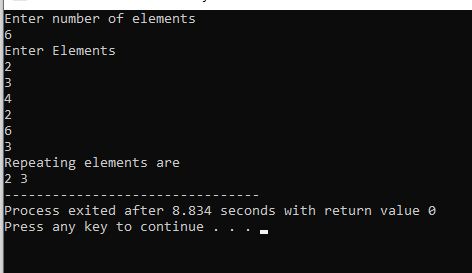 Enter number of elements
6
Enter Elements
2
3
4
2
6
3
Repeating elements are
2 3
--------------------------------
Process exited after 8.834 seconds with return value 0
Press any key to continue . . .